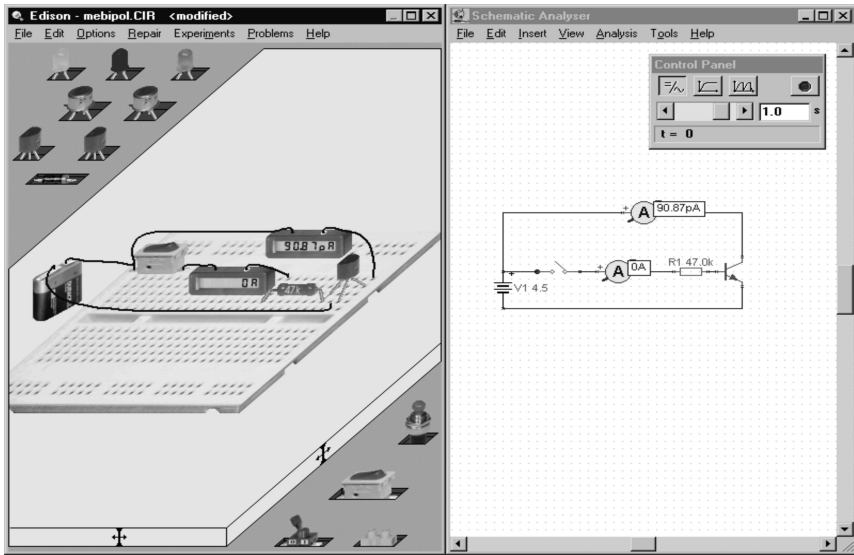 Edison - mebipol.CIR <modified>
File Edit Options Repair Experiments Problems Help
90.87pA
0A
47k
Schematic Analyser
File Edit Insert View Analysis Tools Help
Control Panel
1.0 s
t = 0
+ A 90.87pA
+ A 0A R1 47.0k
+ V1 4.5